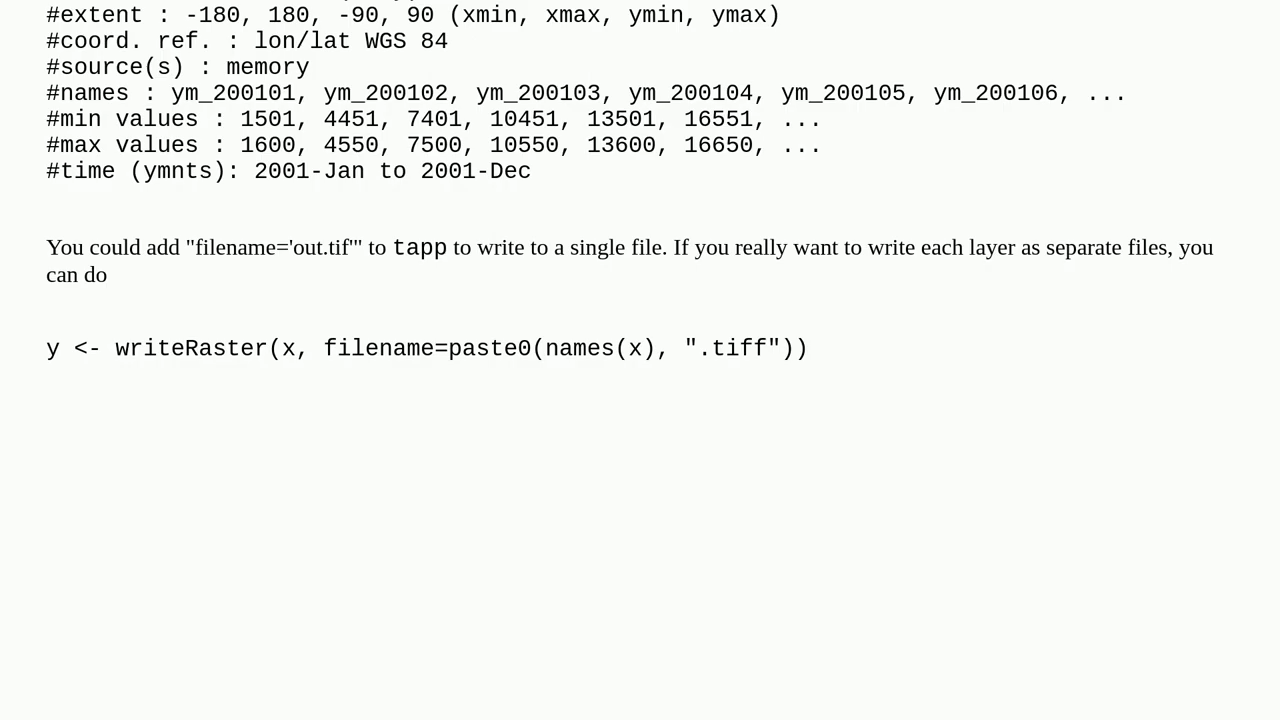 #extent : -180, 180, -90, 90 (xmin, xmax, ymin, ymax)
#coord. ref. : lon/lat WGS 84
#source(s) : memory
#names : ym_200101, ym_200102, ym_200103, ym_200104, ym_200105, ym_200106, ...
#min values : 1501, 4451, 7401, 10451, 13501, 16551, ...
#max values : 1600, 4550, 7500, 10550, 13600, 16650, ...
#time (ymnts): 2001-Jan to 2001-Dec
You could add "filename='out.tif'" to tapp to write to a single file. If you really want to write each layer as separate files, you
can do
y <- writeRaster(x, filename=paste0(names(x), ".tiff"))